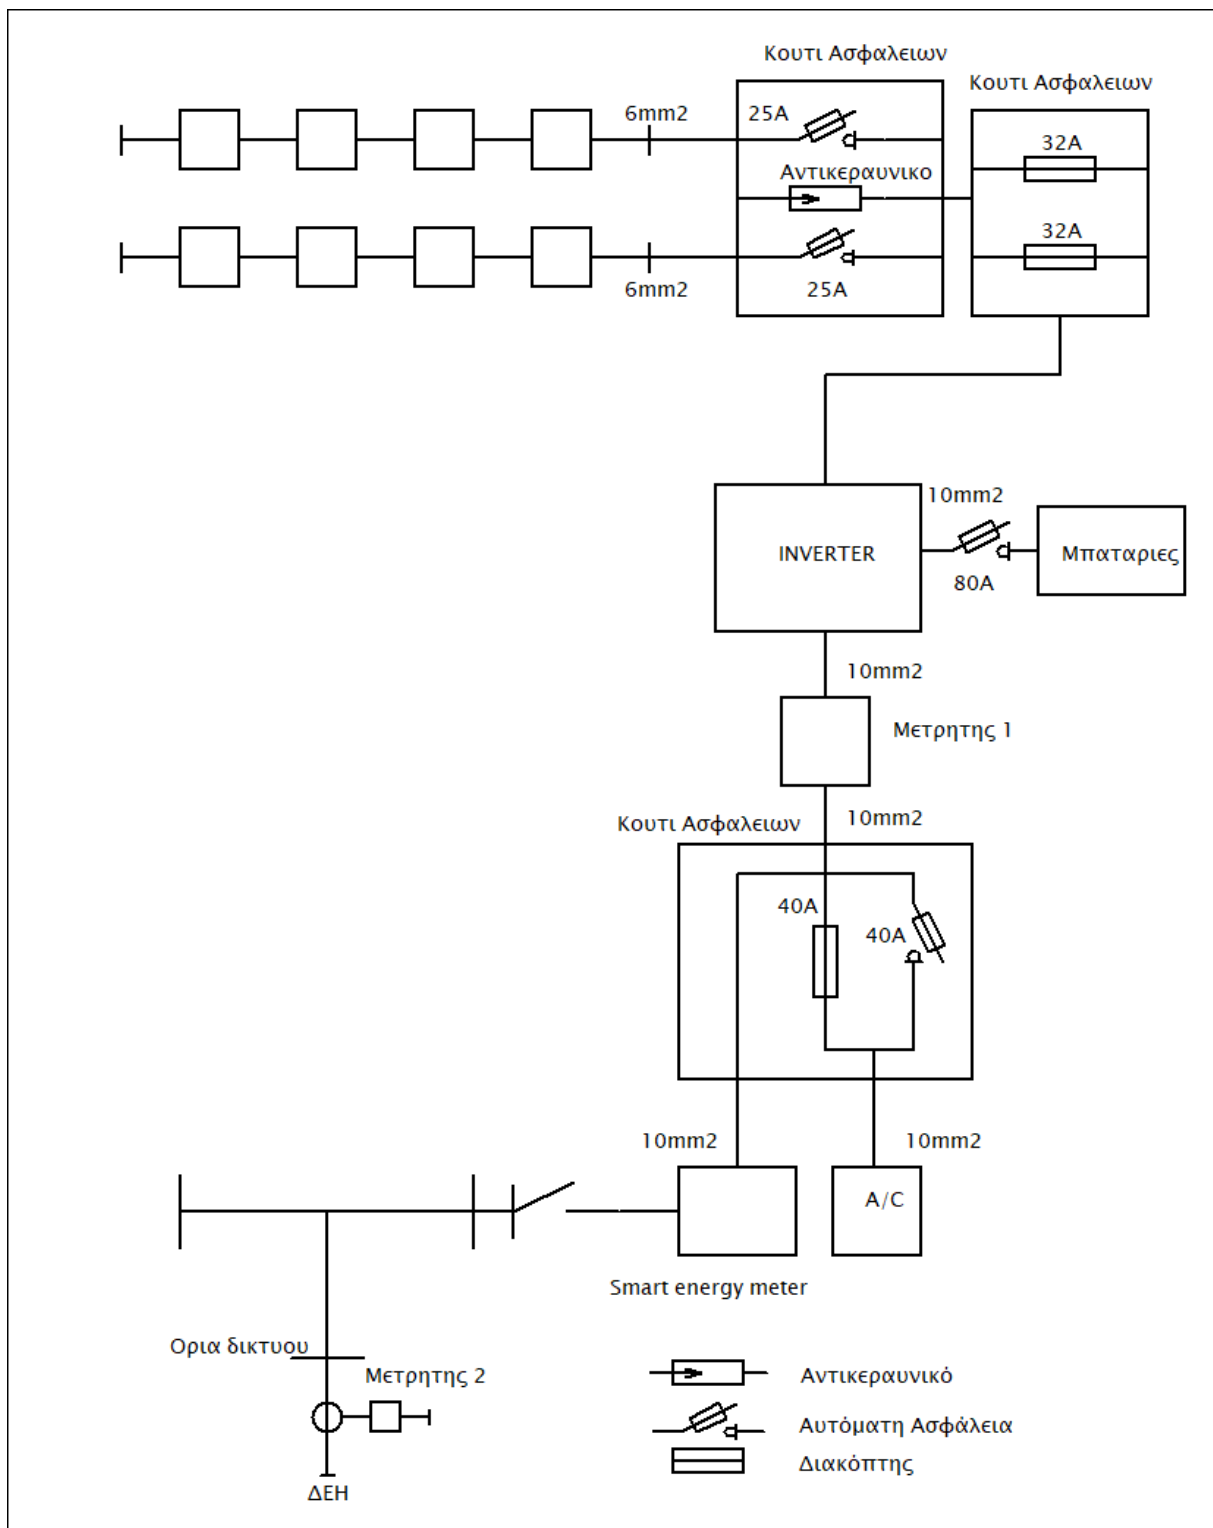 Κουτι Ασφαλειων
Κουτι Ασφαλειων
6mm2
25A
32A
Αντικεραυνικο
32A
6mm2
25A
10mm2
INVERTER
Μπαταριες
80A
10mm2
Μετρητης 1
10mm2
Κουτι Ασφαλειων
40A
40A
10mm2
10mm2
A/C
Smart energy meter
Ορια δικτυου
Μετρητης 2
Αντικεραυνικό
Αυτόματη Ασφάλεια
Διακόπτης
ΔΕΗ